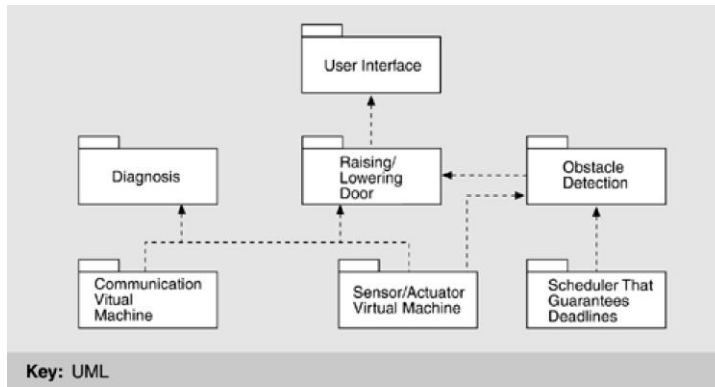 User Interface
Diagnosis
Raising/
Lowering
Door
Obstacle
Detection
Communication
Vitual
Machine
Sensor/Actuator
Virtual Machine
Scheduler That
Guarantees
Deadlines
Key: UML